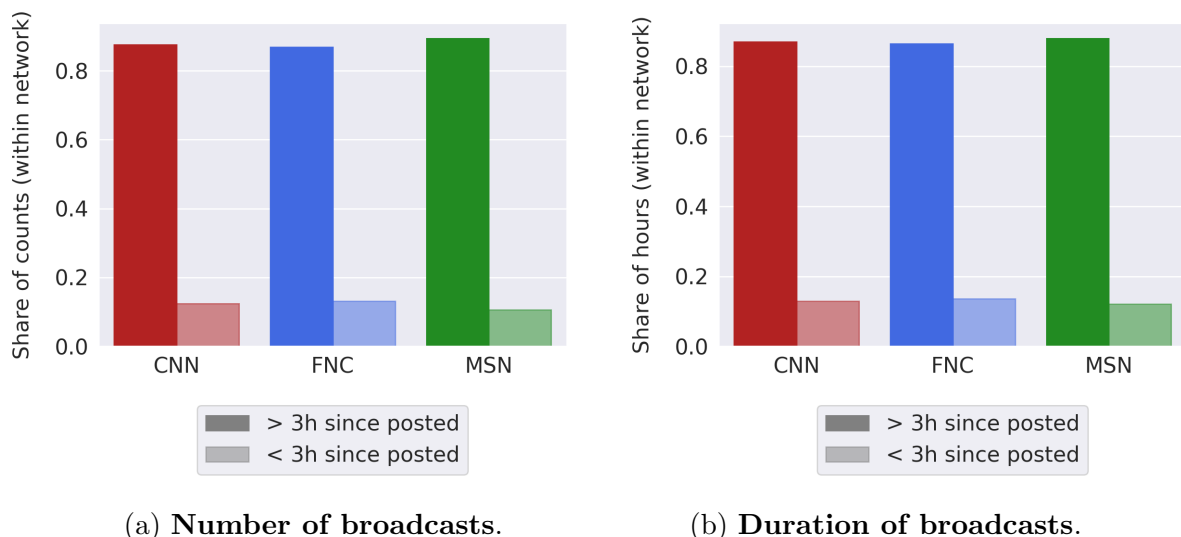 Share of counts (within network)
0.8
0.6
0.4
0.2
0.0
CNN
FNC
MSN
> 3h since posted
< 3h since posted
(a) Number of broadcasts.
Share of hours (within network)
0.8
0.6
0.4
0.2
0.0
CNN
FNC
MSN
> 3h since posted
< 3h since posted
(b) Duration of broadcasts.